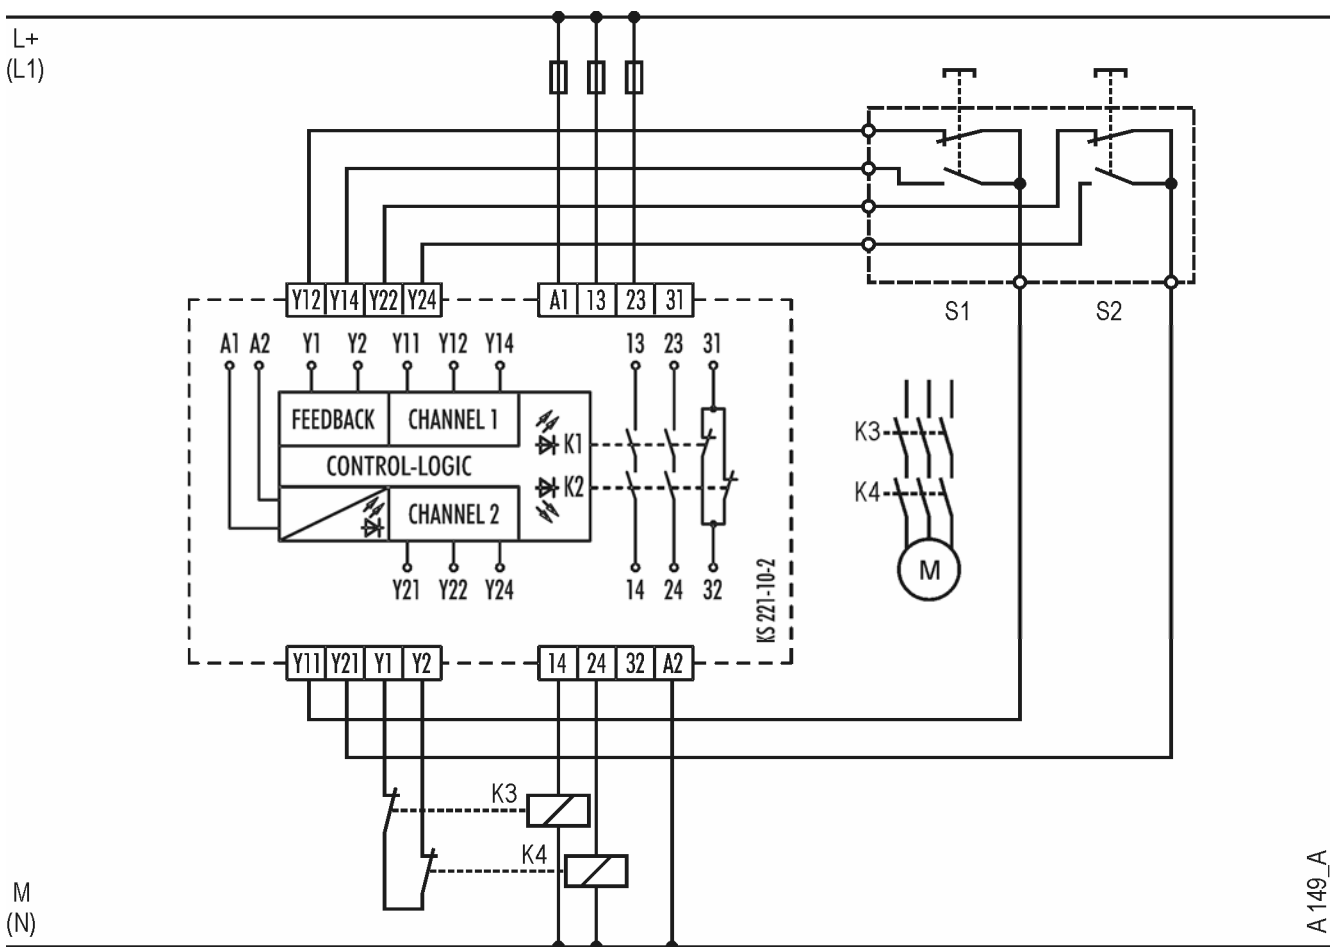 L+
(L1)
Y12 Y14 Y22 Y24
A1 13 23 31
S1 S2
A1 A2 Y1 Y2 Y11 Y12 Y14 13 23 31
FEEDBACK CHANNEL 1
K1
CONTROL-LOGIC
K2
CHANNEL 2
K3
K4
M
Y21 Y22 Y24 14 24 32
KS 221-10-2
Y11 Y21 Y1 Y2
14 24 32 A2
K3
K4
M
(N)
A 149_A